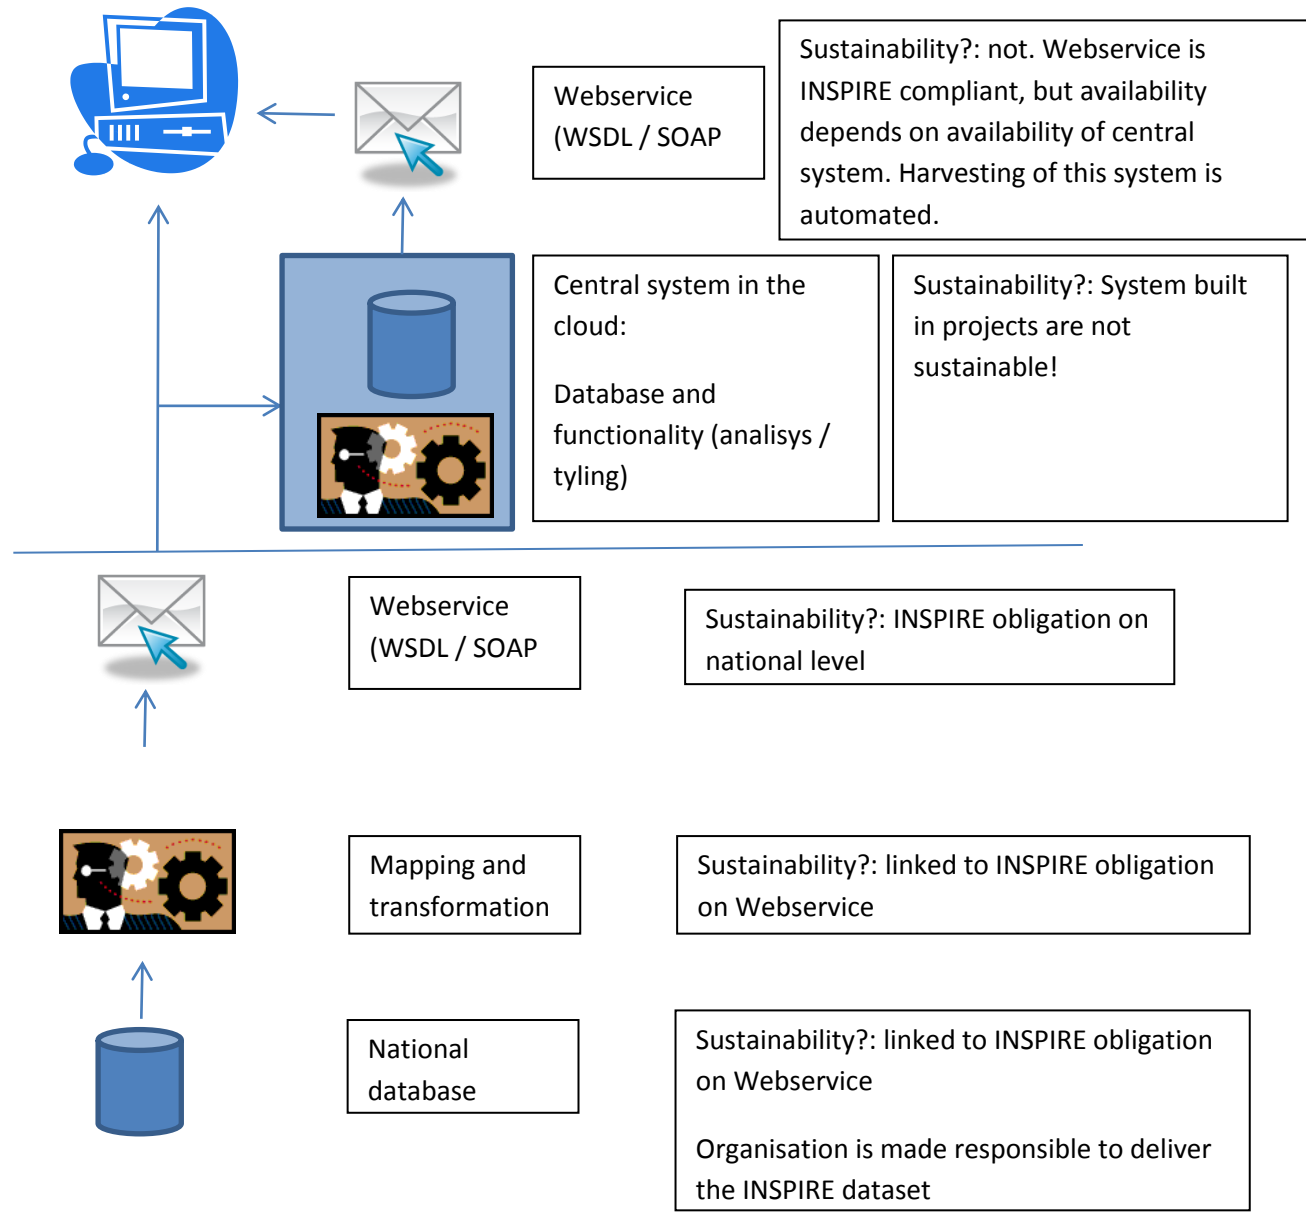 Webservice
(WSDL / SOAP
Sustainability?: not. Webservice is
INSPIRE compliant, but availability
depends on availability of central
system. Harvesting of this system is
automated.
Central system in the
cloud:
Database and
functionality (analisys /
tyling)
Sustainability?: System built
in projects are not
sustainable!
Webservice
(WSDL / SOAP
Sustainability?: INSPIRE obligation on
national level
Mapping and
transformation
Sustainability?: linked to INSPIRE obligation
on Webservice
National
database
Sustainability?: linked to INSPIRE obligation
on Webservice
Organisation is made responsible to deliver
the INSPIRE dataset